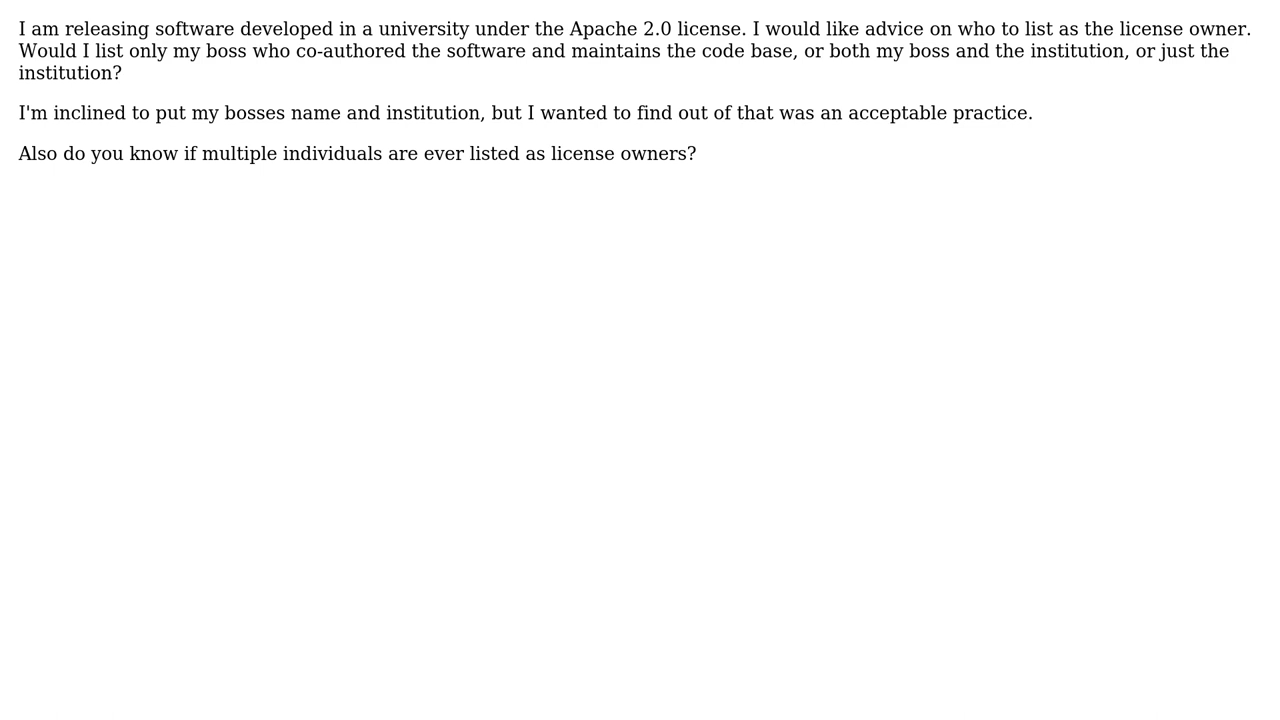 I am releasing software developed in a university under the Apache 2.0 license. I would like advice on who to list as the license owner.
Would I list only my boss who co-authored the software and maintains the code base, or both my boss and the institution, or just the
institution?
I'm inclined to put my bosses name and institution, but I wanted to find out of that was an acceptable practice.
Also do you know if multiple individuals are ever listed as license owners?